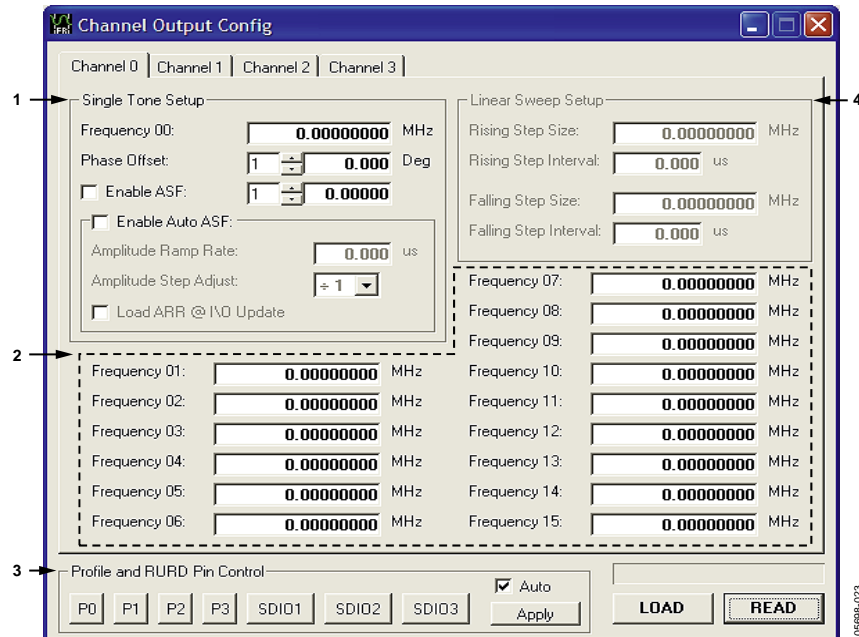 Channel Output Config
Channel 0 Channel 1 Channel 2 Channel 3
1
Single Tone Setup
Frequency 00: 0.00000000 MHz
Phase Offset: 1 0.000 Deg
Enable ASF: 1 0.00000
Enable Auto ASF:
Amplitude Ramp Rate: 0.000 us
Amplitude Step Adjust: ÷ 1
Load ARR @ I\O Update
4
Linear Sweep Setup
Rising Step Size: 0.00000000 MHz
Rising Step Interval: 0.000 us
Falling Step Size: 0.00000000 MHz
Falling Step Interval: 0.000 us
2
Frequency 01: 0.00000000 MHz
Frequency 02: 0.00000000 MHz
Frequency 03: 0.00000000 MHz
Frequency 04: 0.00000000 MHz
Frequency 05: 0.00000000 MHz
Frequency 06: 0.00000000 MHz
Frequency 07: 0.00000000 MHz
Frequency 08: 0.00000000 MHz
Frequency 09: 0.00000000 MHz
Frequency 10: 0.00000000 MHz
Frequency 11: 0.00000000 MHz
Frequency 12: 0.00000000 MHz
Frequency 13: 0.00000000 MHz
Frequency 14: 0.00000000 MHz
Frequency 15: 0.00000000 MHz
3
Profile and RURD Pin Control
Auto
P0 P1 P2 P3 SDIO1 SDIO2 SDIO3 Apply
LOAD READ